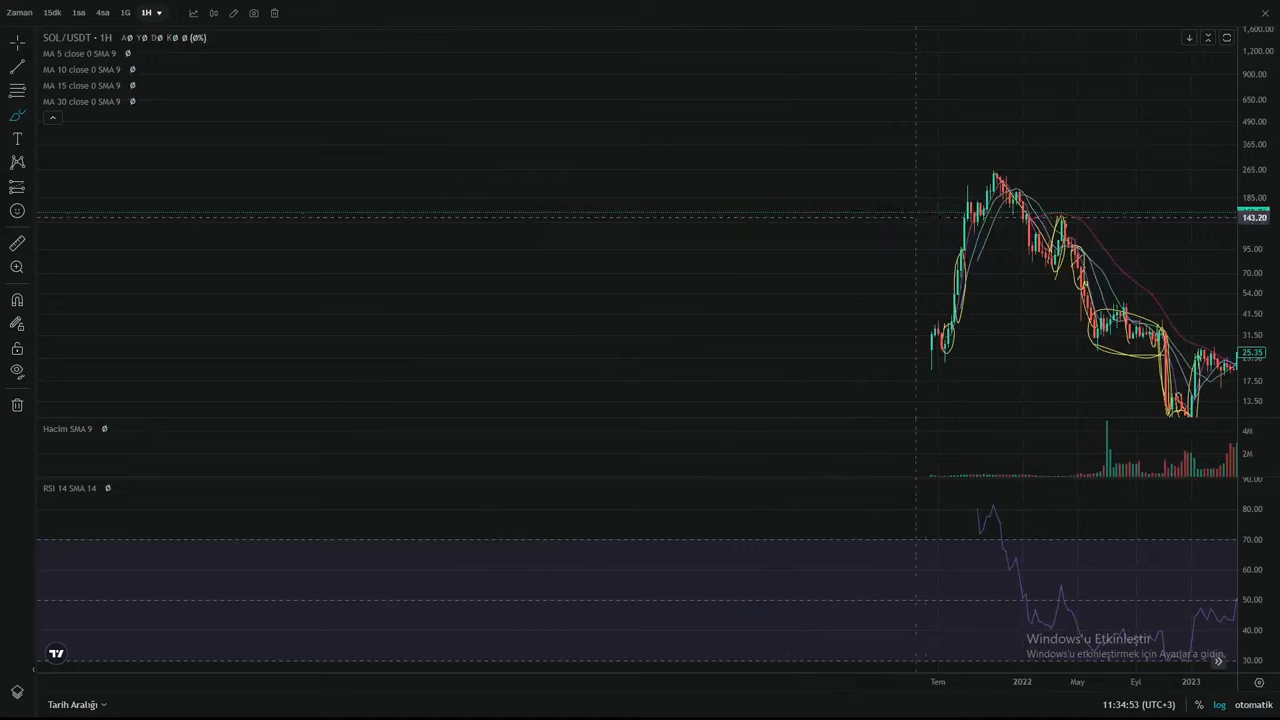 Zaman 15dk 1sa 4sa 1G 1H
SOL/USDT · 1H AØ YØ DØ KØ Ø (Ø%)
MA 5 close 0 SMA 9 Ø
MA 10 close 0 SMA 9 Ø
MA 15 close 0 SMA 9 Ø
MA 30 close 0 SMA 9 Ø
1,600.00
1,200.00
900.00
650.00
490.00
365.00
265.00
185.00
143.20
95.00
70.00
54.00
41.50
31.50
25.35
17.50
13.50
Hacim SMA 9 Ø
4M
2M
RSI 14 SMA 14 Ø
90.00
80.00
70.00
60.00
50.00
40.00
30.00
Windows'u Etkinleştir
Windows'u etkinleştirmek için Ayarlar'a gidin.
Tem 2022 May Eyl 2023
Tarih Aralığı 11:34:53 (UTC+3) % log otomatik